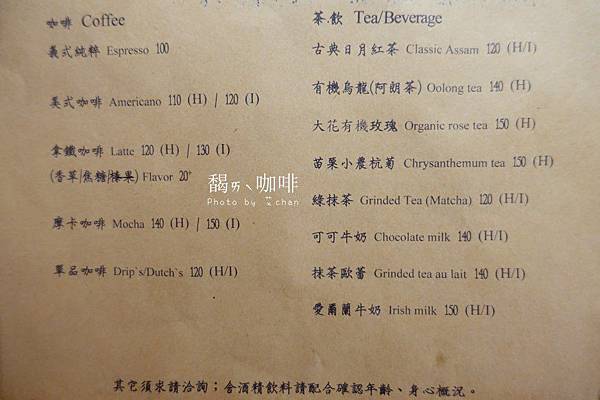 咖啡 Coffee
義式純粹 Espresso 100
美式咖啡 Americano 110 (H) / 120 (I)
拿鐵咖啡 Latte 120 (H) / 130 (I)
(香草/焦糖/榛果) Flavor 20⁺
摩卡咖啡 Mocha 140 (H) / 150 (I)
單品咖啡 Drip`s/Dutch`s 120 (H/I)
茶飲 Tea/Beverage
古典日月紅茶 Classic Assam 120 (H/I)
有機烏龍(阿朗茶) Oolong tea 140 (H)
大花有機玫瑰 Organic rose tea 150 (H)
苗栗小農杭菊 Chrysanthemum tea 150 (H)
綠抹茶 Grinded Tea (Matcha) 120 (H/I)
可可牛奶 Chocolate milk 140 (H/I)
抹茶歐蕾 Grinded tea au lait 140 (H/I)
愛爾蘭牛奶 Irish milk 150 (H/I)
其它須求請洽詢；含酒精飲料請配合確認年齡、身心概況。
馤ㄞˋ咖啡